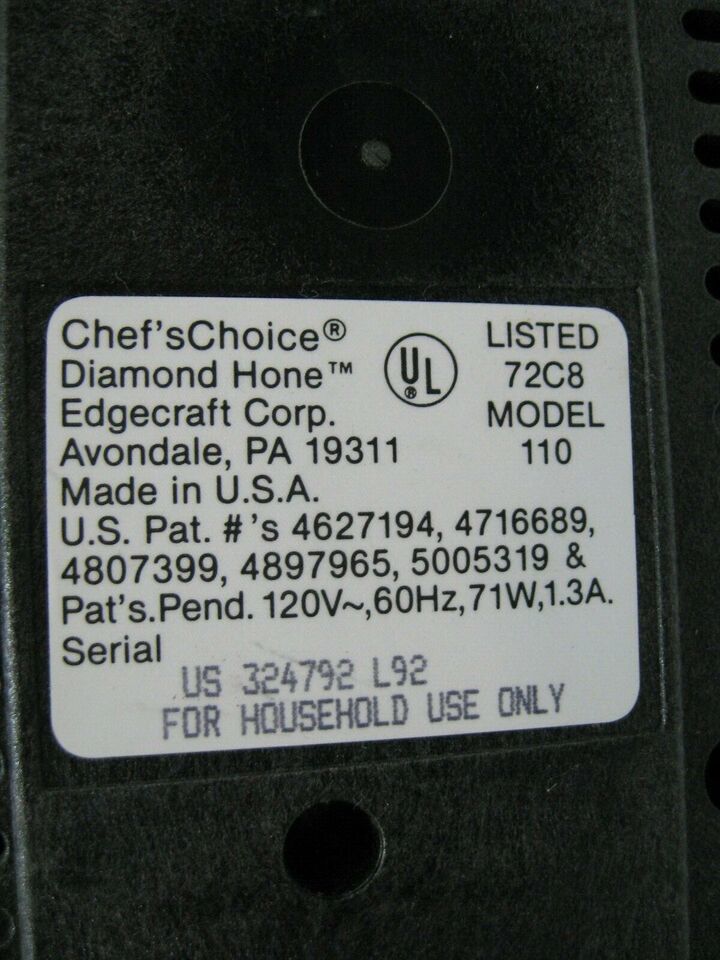 Chef'sChoice®
Diamond Hone™
Edgecraft Corp.
Avondale, PA 19311
Made in U.S.A.
UL®
LISTED
72C8
MODEL
110
U.S. Pat. #'s 4627194, 4716689,
4807399, 4897965, 5005319 &
Pat's.Pend. 120V~,60Hz,71W,1.3A.
Serial
US 324792 L92
FOR HOUSEHOLD USE ONLY